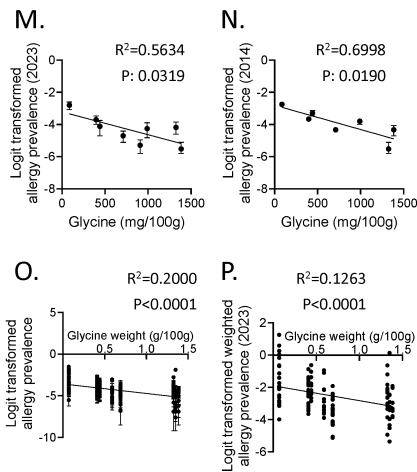 M.
R²=0.5634
P: 0.0319
Logit transformed
allergy prevalence (2023)
0
-2
-4
-6
-8
0 500 1000 1500
Glycine (mg/100g)
N.
R²=0.6998
P: 0.0190
Logit transformed
allergy prevalence (2014)
0
-2
-4
-6
-8
0 500 1000 1500
Glycine (mg/100g)
O.
R²=0.2000
P<0.0001
Glycine weight (g/100g)
0.5 1.0 1.5
Logit transformed
allergy prevalence
5
0
-5
-10
P.
R²=0.1263
P<0.0001
Glycine weight (g/100g)
0.5 1.0 1.5
Logit transformed weighted
allergy prevalence (2023)
2
0
-2
-4
-6